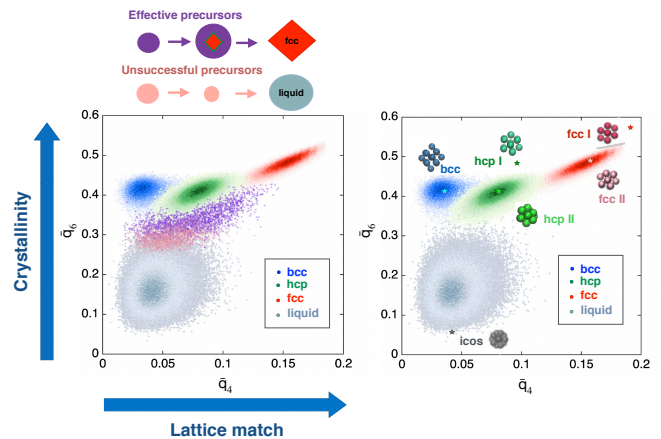 Effective precursors
fcc
Unsuccessful precursors
liquid
Crystallinity
0.6
0.5
0.4
0.3
0.2
0.1
0
q̄6
bcc
hcp
fcc
liquid
0 0.05 0.1 0.15 0.2
q̄4
Lattice match
0.6
0.5
0.4
0.3
0.2
0.1
0
q̄6
bcc
hcp I
fcc I
fcc II
hcp II
bcc
hcp
fcc
liquid
icos
0 0.05 0.1 0.15 0.2
q̄4